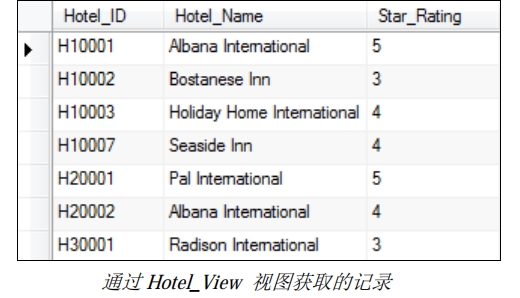 Hotel_ID Hotel_Name Star_Rating
H10001 Albana International 5
H10002 Bostanese Inn 3
H10003 Holiday Home International 4
H10007 Seaside Inn 4
H20001 Pal International 5
H20002 Albana International 4
H30001 Radison International 3
通过 Hotel_View 视图获取的记录